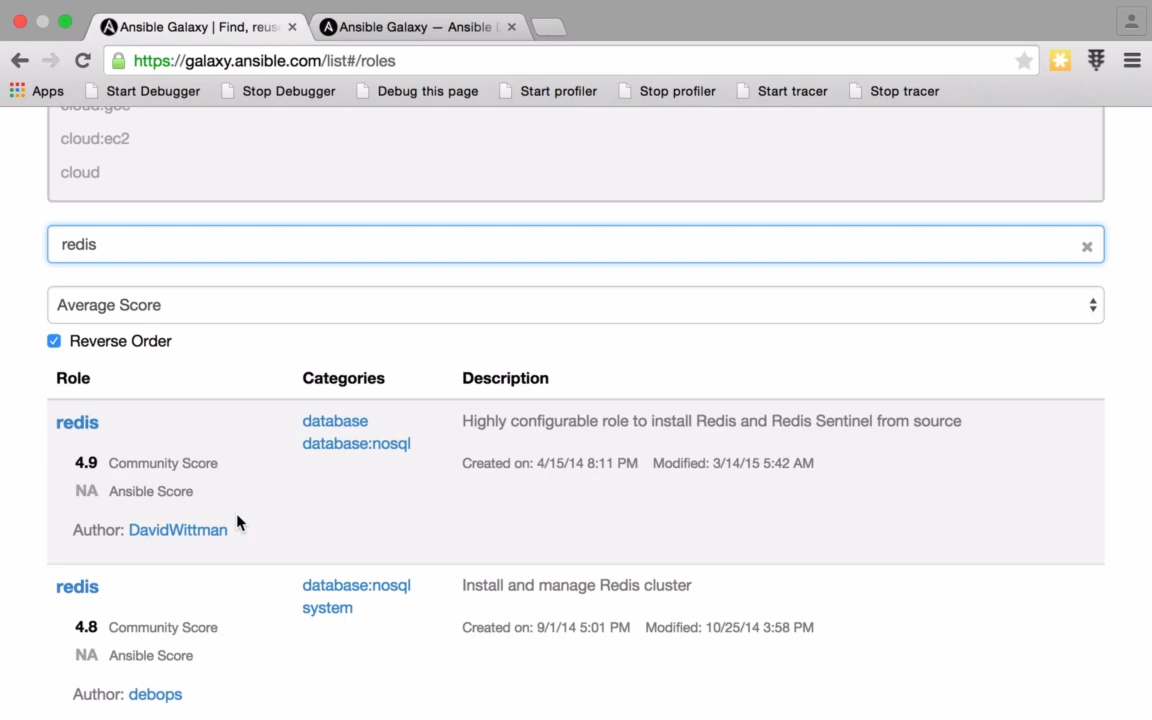 Ansible Galaxy | Find, reus
Ansible Galaxy — Ansible
https://galaxy.ansible.com/list#/roles
Apps Start Debugger Stop Debugger Debug this page Start profiler Stop profiler Start tracer Stop tracer
cloud:gce
cloud:ec2
cloud
redis
Average Score
Reverse Order
Role Categories Description
redis database Highly configurable role to install Redis and Redis Sentinel from source
database:nosql
4.9 Community Score Created on: 4/15/14 8:11 PM Modified: 3/14/15 5:42 AM
NA Ansible Score
Author: DavidWittman
redis database:nosql Install and manage Redis cluster
system
4.8 Community Score Created on: 9/1/14 5:01 PM Modified: 10/25/14 3:58 PM
NA Ansible Score
Author: debops